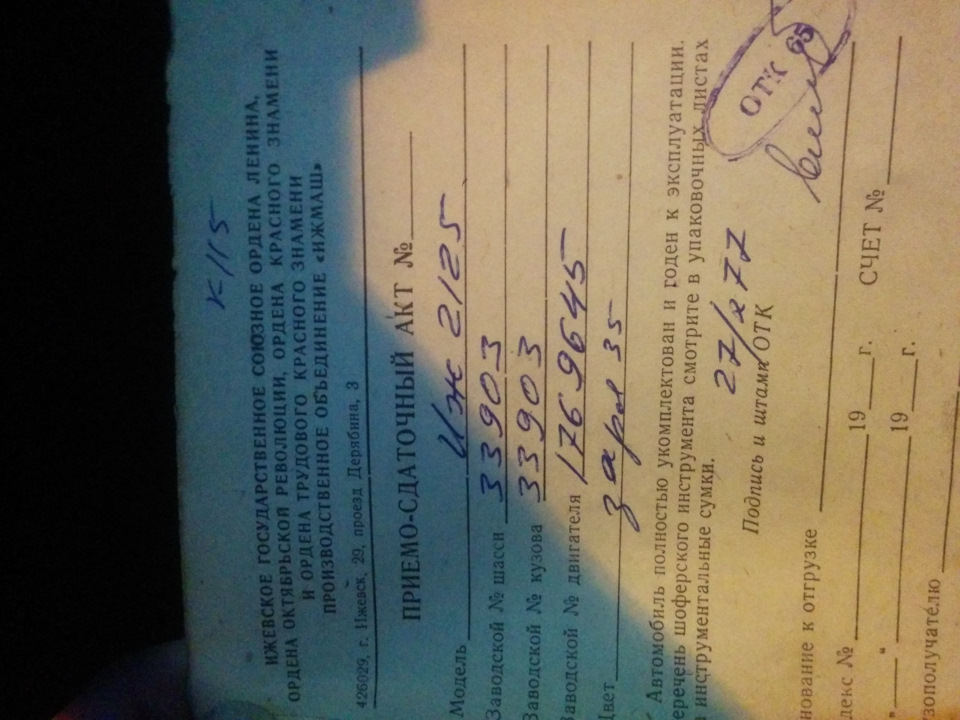 К115
ИЖЕВСКОЕ ГОСУДАРСТВЕННОЕ СОЮЗНОЕ ОРДЕНА ЛЕНИНА,
ОРДЕНА ОКТЯБРЬСКОЙ РЕВОЛЮЦИИ, ОРДЕНА КРАСНОГО ЗНАМЕНИ
И ОРДЕНА ТРУДОВОГО КРАСНОГО ЗНАМЕНИ
ПРОИЗВОДСТВЕННОЕ ОБЪЕДИНЕНИЕ «ИЖМАШ»
426029, г. Ижевск, 29, проезд Дерябина, 3
ПРИЕМО-СДАТОЧНЫЙ АКТ №
Модель Иж 2125
Заводской № шасси 33903
Заводской № кузова 33903
Заводской № двигателя 1769645
Цвет 35
Автомобиль полностью укомплектован и годен к эксплуатации.
еречень шоферского инструмента смотрите в упаковочных листах
инструментальные сумки.
27/X 77
ОТК 65
Подпись и штамп ОТК
нование к отгрузке
декс № 19 г. СЧЕТ №
" 19 г.
зополучателю